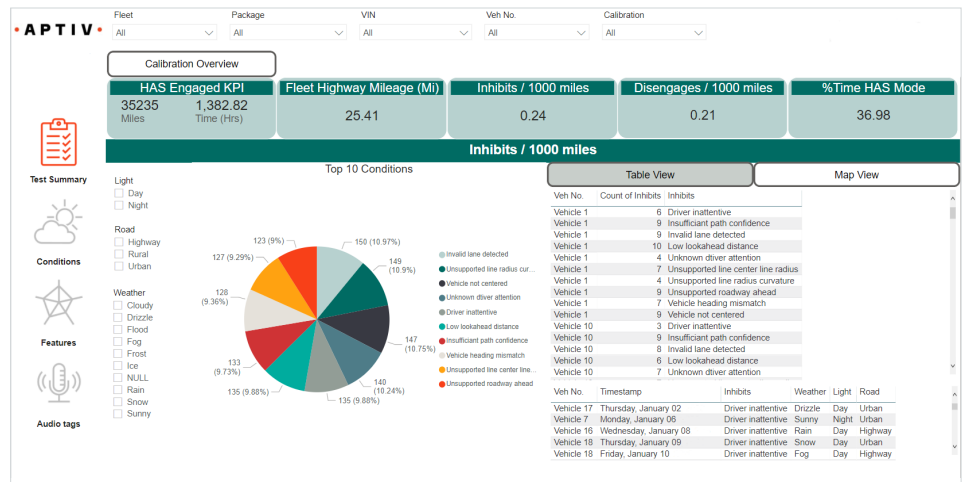 Fleet Package VIN Veh No. Calibration
• A P T I V •
All All All All All
Calibration Overview
HAS Engaged KPI Fleet Highway Mileage (Mi) Inhibits / 1000 miles Disengages / 1000 miles %Time HAS Mode
35235 1,382.82
Miles Time (Hrs)
25.41 0.24 0.21 36.98
Inhibits / 1000 miles
Test Summary
Conditions
Features
Audio tags
Light
Day
Night
Road
Highway
Rural
Urban
Weather
Cloudy
Drizzle
Flood
Fog
Frost
Ice
NULL
Rain
Snow
Sunny
Top 10 Conditions
150 (10.97%)
149
(10.9%)
147
(10.75%)
140
(10.24%)
135 (9.88%)
135 (9.88%)
133
(9.73%)
128
(9.36%)
127 (9.29%)
123 (9%)
Invalid lane detected
Unsupported line radius cur...
Vehicle not centered
Unknown dtiver attention
Driver inattentive
Low lookahead distance
Insufficient path confidence
Vehicle heading mismatch
Unsupported line center line...
Unsupported roadway ahead
Table View Map View
Veh No. Count of Inhibits Inhibits
Vehicle 1 6 Driver inattentive
Vehicle 1 9 Insufficiant path confidence
Vehicle 1 9 Invalid lane detected
Vehicle 1 10 Low lookahead distance
Vehicle 1 4 Unknown dtiver attention
Vehicle 1 7 Unsupported line center line radius
Vehicle 1 4 Unsupported line radius curvature
Vehicle 1 9 Unsupported roadway ahead
Vehicle 1 7 Vehicle heading mismatch
Vehicle 1 9 Vehicle not centered
Vehicle 10 3 Driver inattentive
Vehicle 10 9 Insufficient path confidence
Vehicle 10 8 Invalid lane detected
Vehicle 10 6 Low lookahead distance
Vehicle 10 7 Unknown dtiver attention
Veh No. Timestamp Inhibits Weather Light Road
Vehicle 17 Thursday, January 02 Driver inattentive Drizzle Day Urban
Vehicle 7 Monday, January 06 Driver inattentive Sunny Night Urban
Vehicle 16 Wednesday, January 08 Driver inattentive Rain Day Highway
Vehicle 18 Thursday, January 09 Driver inattentive Snow Day Urban
Vehicle 18 Friday, January 10 Driver inattentive Fog Day Highway